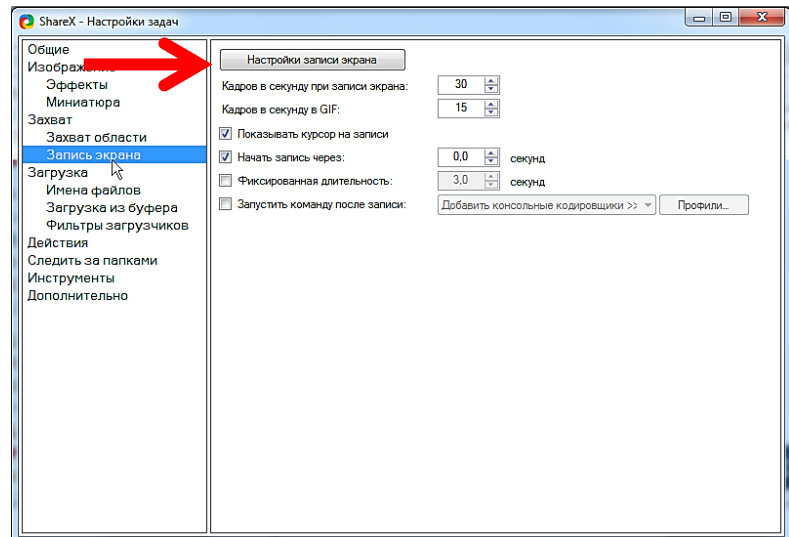 ShareX - Настройки задач
Общие
Изображение
Эффекты
Миниатюра
Захват
Захват области
Запись экрана
Загрузка
Имена файлов
Загрузка из буфера
Фильтры загрузчиков
Действия
Следить за папками
Инструменты
Дополнительно
Настройки записи экрана
Кадров в секунду при записи экрана: 30
Кадров в секунду в GIF: 15
Показывать курсор на записи
Начать запись через: 0,0 секунд
Фиксированная длительность: 3,0 секунд
Запустить команду после записи: Добавить консольные кодировщики >> Профили...